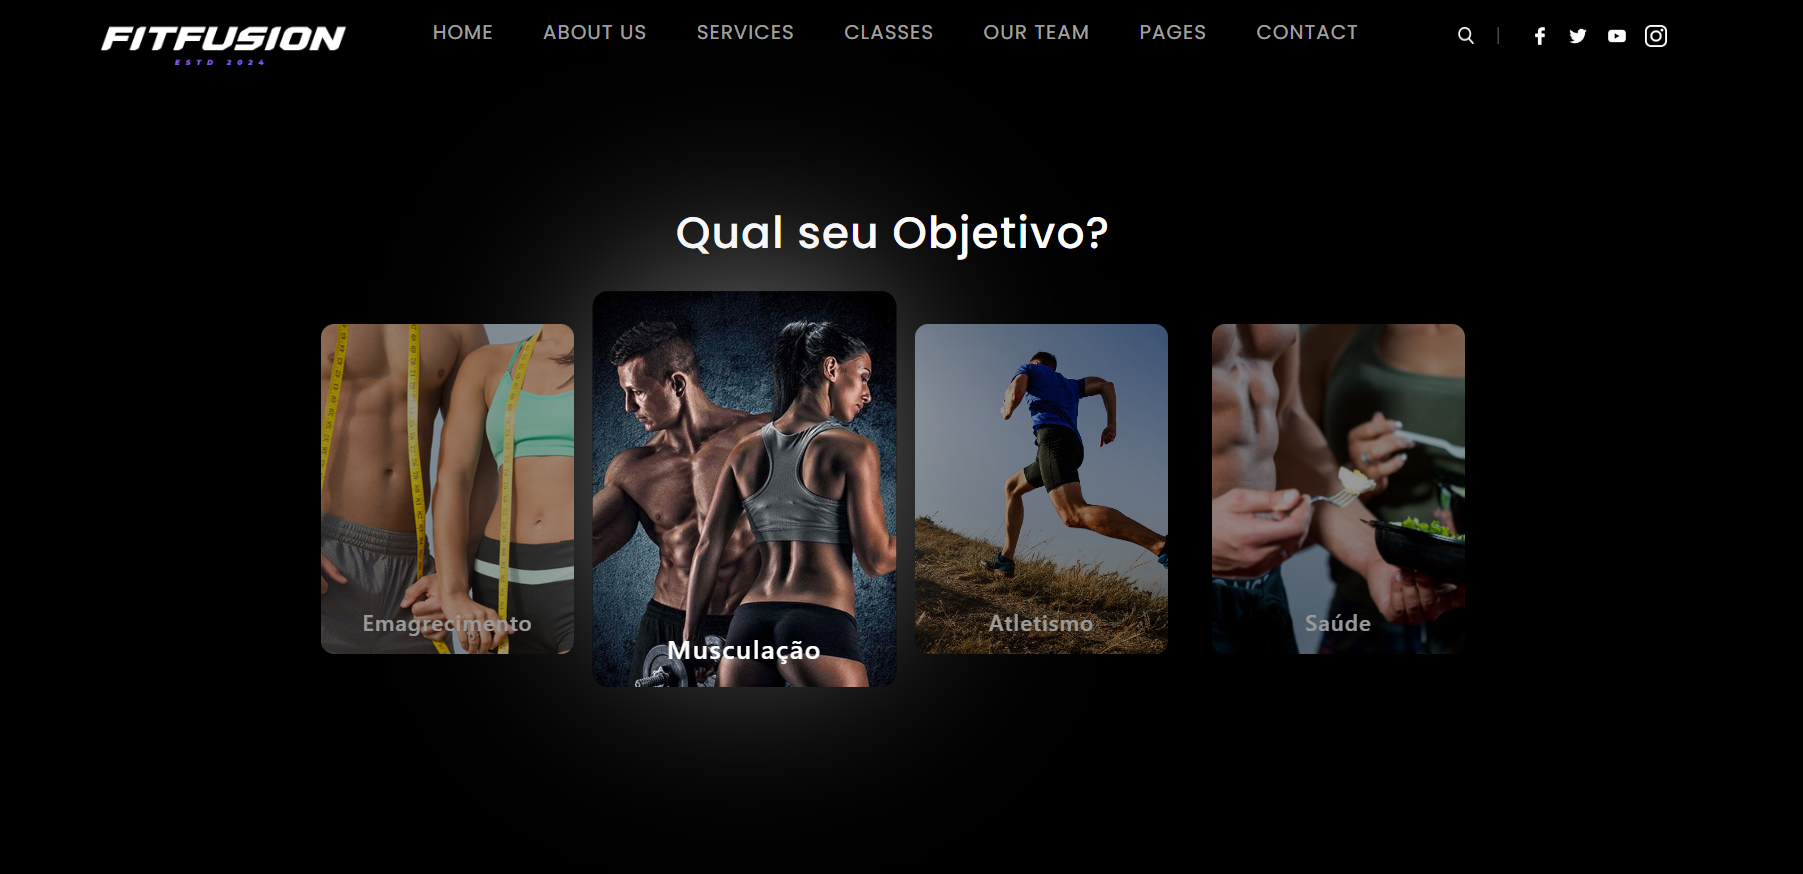 FITFUSION
ESTD 2024
HOME ABOUT US SERVICES CLASSES OUR TEAM PAGES CONTACT
Qual seu Objetivo?
Emagrecimento
Musculação
Atletismo
Saúde